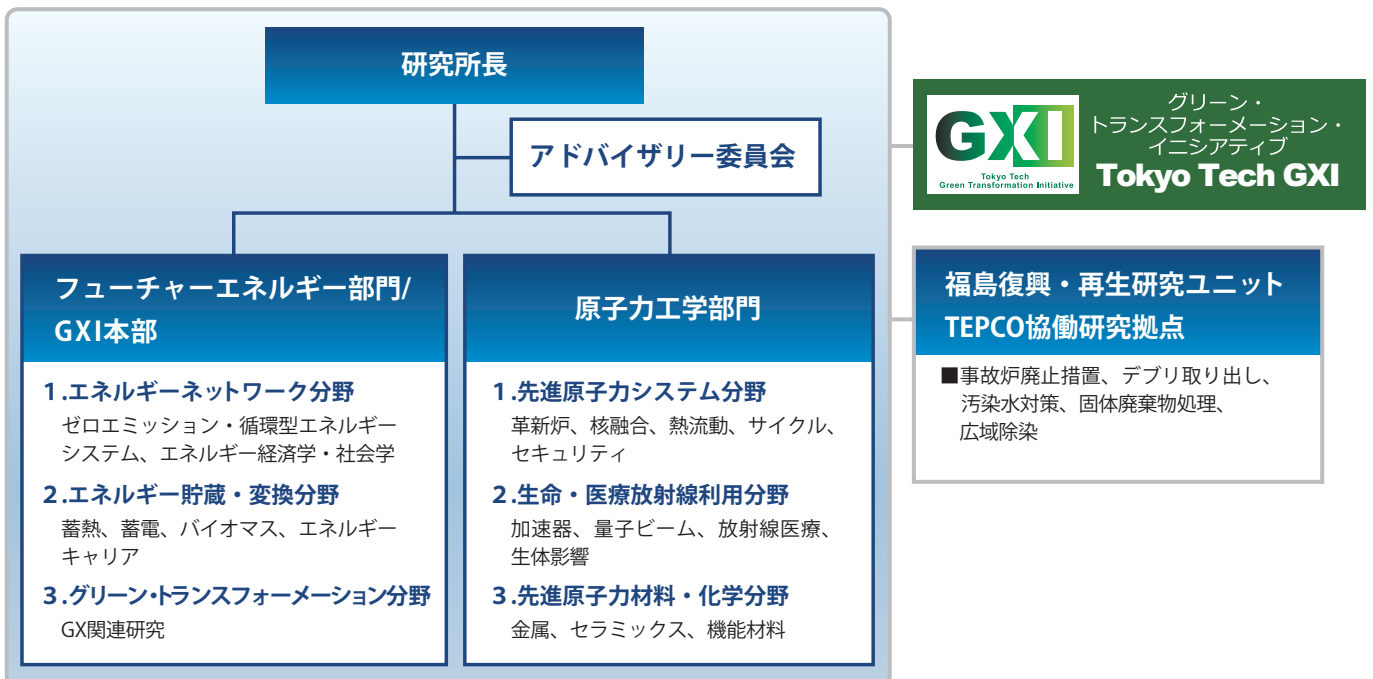 研究所長
アドバイザリー委員会
フューチャーエネルギー部門/
GXI本部
1.エネルギーネットワーク分野
ゼロエミッション・循環型エネルギー
システム、エネルギー経済学・社会学
2.エネルギー貯蔵・変換分野
蓄熱、蓄電、バイオマス、エネルギー
キャリア
3.グリーン・トランスフォーメーション分野
GX関連研究
原子力工学部門
1.先進原子力システム分野
革新炉、核融合、熱流動、サイクル、
セキュリティ
2.生命・医療放射線利用分野
加速器、量子ビーム、放射線医療、
生体影響
3.先進原子力材料・化学分野
金属、セラミックス、機能材料
GXI
Tokyo Tech
Green Transformation Initiative
グリーン・
トランスフォーメーション・
イニシアティブ
Tokyo Tech GXI
福島復興・再生研究ユニット
TEPCO協働研究拠点
■事故炉廃止措置、デブリ取り出し、
汚染水対策、固体廃棄物処理、
広域除染